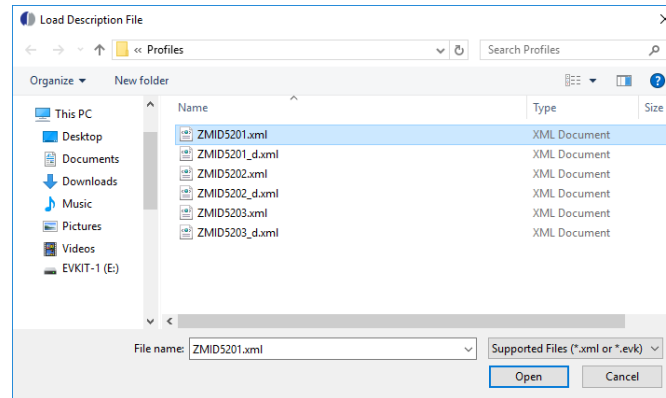 Load Description File
« Profiles
Search Profiles
Organize
New folder
Name
Type
Size
This PC
Desktop
Documents
Downloads
Music
Pictures
Videos
EVKIT-1 (E:)
ZMID5201.xml XML Document
ZMID5201_d.xml XML Document
ZMID5202.xml XML Document
ZMID5202_d.xml XML Document
ZMID5203.xml XML Document
ZMID5203_d.xml XML Document
File name: ZMID5201.xml
Supported Files (*.xml or *.evk)
Open
Cancel